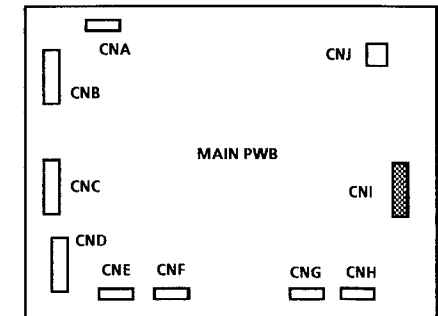 CNA
CNJ
CNB
MAIN PWB
CNC
CNI
CND
CNE CNF CNG CNH